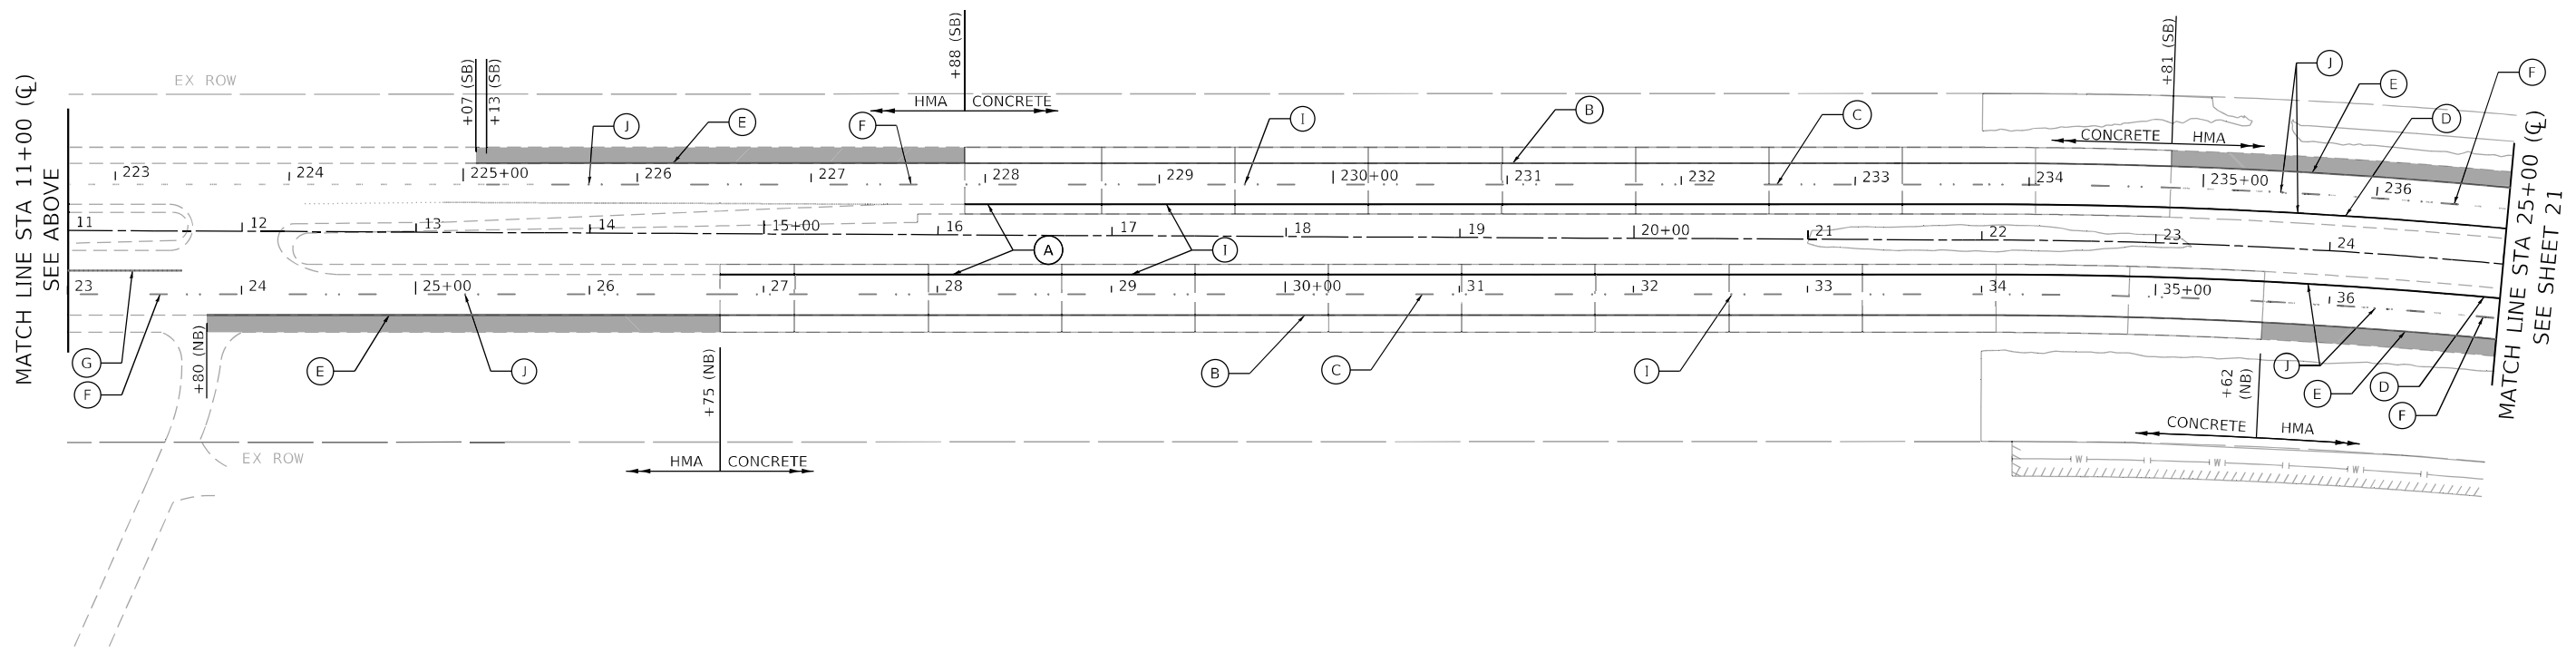 MATCH LINE STA 11+00 (℄)
SEE ABOVE
EX ROW
+07 (SB)
+13 (SB)
+88 (SB)
HMA CONCRETE
+81 (SB)
CONCRETE HMA
J
E
F
I
B
C
J
E
D
F
223 224 225+00 226 227 228 229 230+00 231 232 233 234 235+00 236
11 12 13 14 15+00 16 17 18 19 20+00 21 22 23 24
A
I
23 24 25+00 26 27 28 29 30+00 31 32 33 34 35+00 36
G
F
+80 (NB)
E
J
+75 (NB)
B
C
I
J
E
D
F
+62
(NB)
CONCRETE HMA
EX ROW
HMA CONCRETE
W W W
MATCH LINE STA 25+00 (℄)
SEE SHEET 21